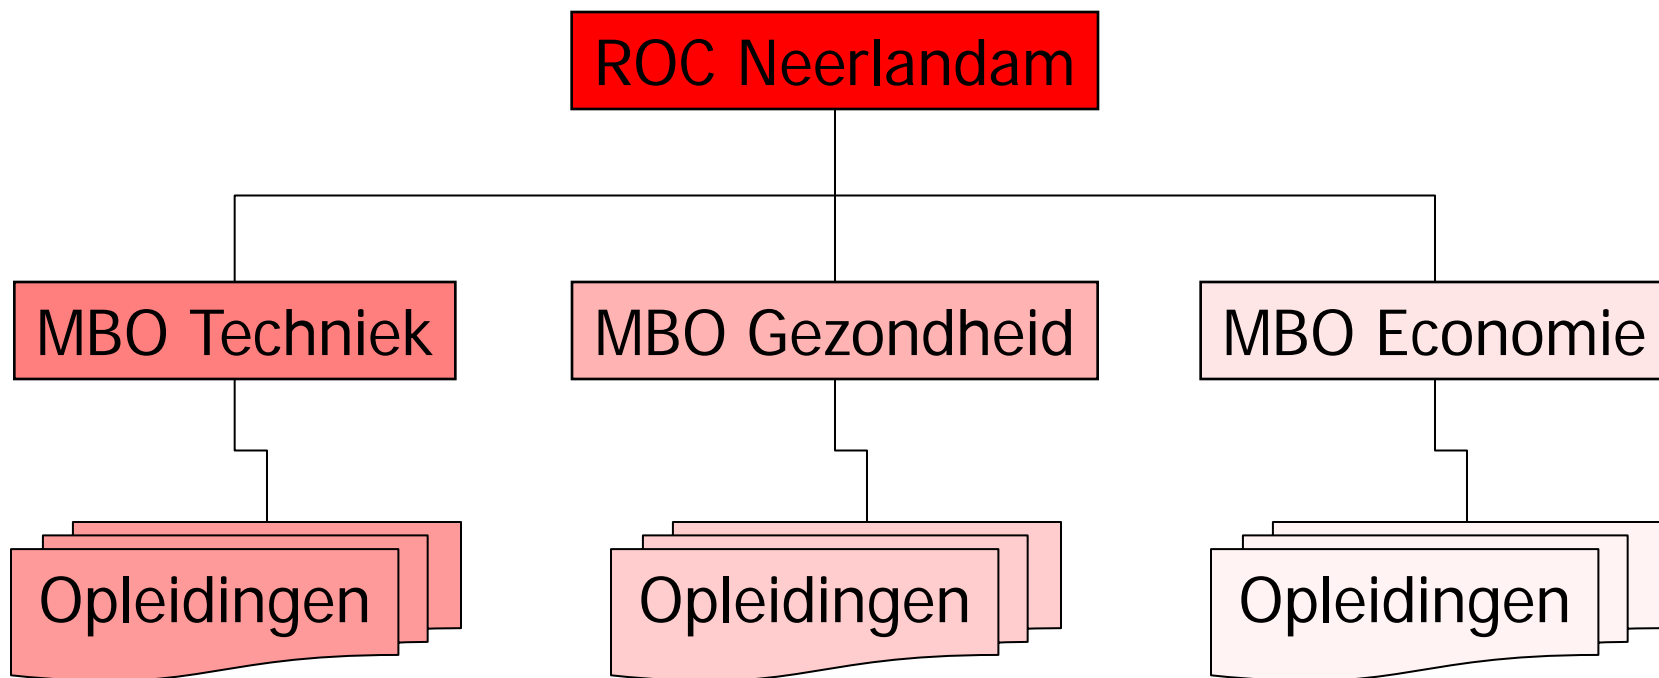 ROC Neerlandam
MBO Techniek
MBO Gezondheid
MBO Economie
Opleidingen
Opleidingen
Opleidingen